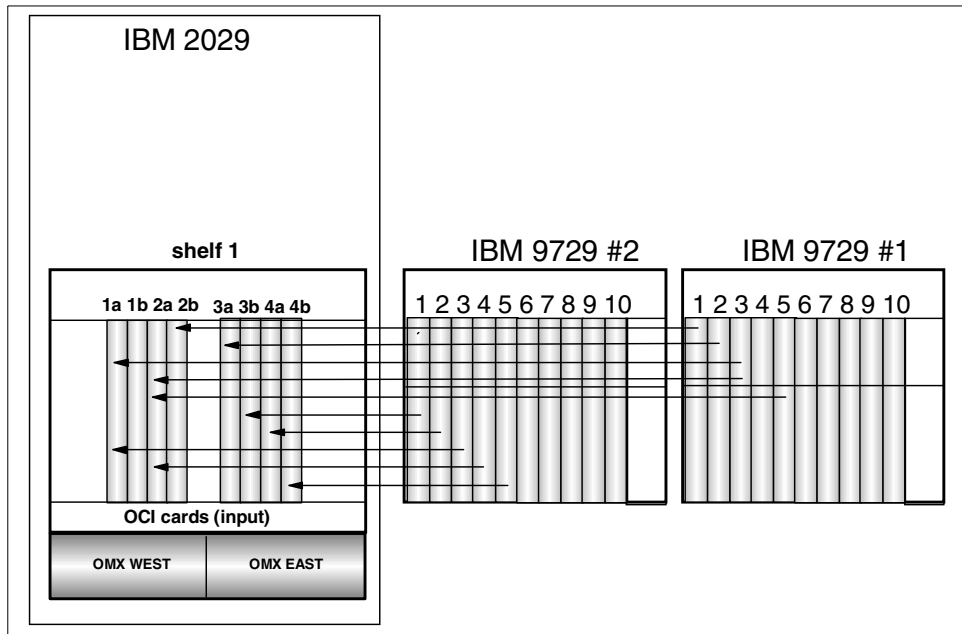 IBM 2029
shelf 1
IBM 9729 #2
IBM 9729 #1
1a 1b 2a 2b 3a 3b 4a 4b
1 2 3 4 5 6 7 8 9 10
1 2 3 4 5 6 7 8 9 10
OCI cards (input)
OMX WEST
OMX EAST